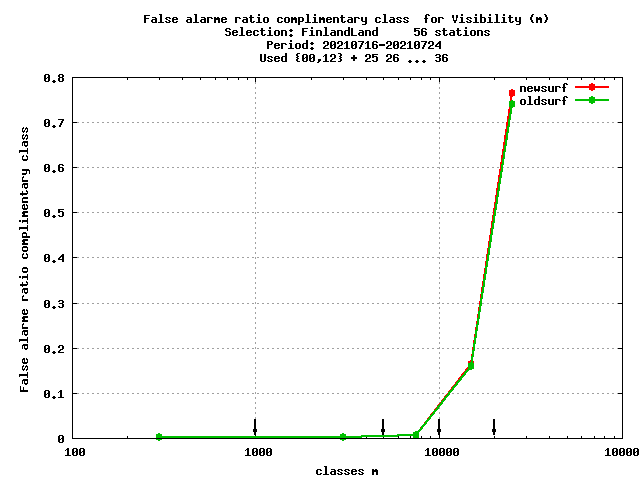 False alarme ratio complimentary class  for Visibility (m)
Selection: FinlandLand     56 stations
Period: 20210716-20210724
Used {00,12} + 25 26 ... 36
newsurf
oldsurf
False alarme ratio complimentary class
0.8
0.7
0.6
0.5
0.4
0.3
0.2
0.1
0
100 1000 10000 100000
classes m